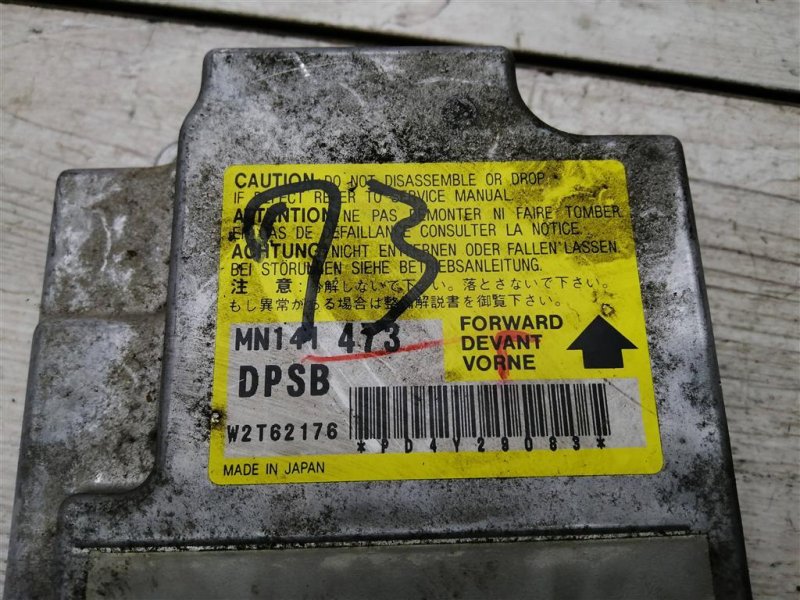 CAUTION DO NOT DISASSEMBLE OR DROP.
IF DEFECT REFER TO SERVICE MANUAL.
ATTENTION NE PAS DEMONTER NI FAIRE TOMBER.
EN CAS DE DEFAILLANCE CONSULTER LA NOTICE.
ACHTUNG NICHT ENTFERNEN ODER FALLEN LASSEN.
BEI STÖRUNGEN SIEHE BETRIEBSANLEITUNG.
注 意:分解しないで下さい。落とさないで下さい。
もし異常がある場合は整備解説書を御覧下さい。
93
MN141 473
FORWARD
DEVANT
VORNE
DPSB
W2T62176
*PD4Y28083*
MADE IN JAPAN